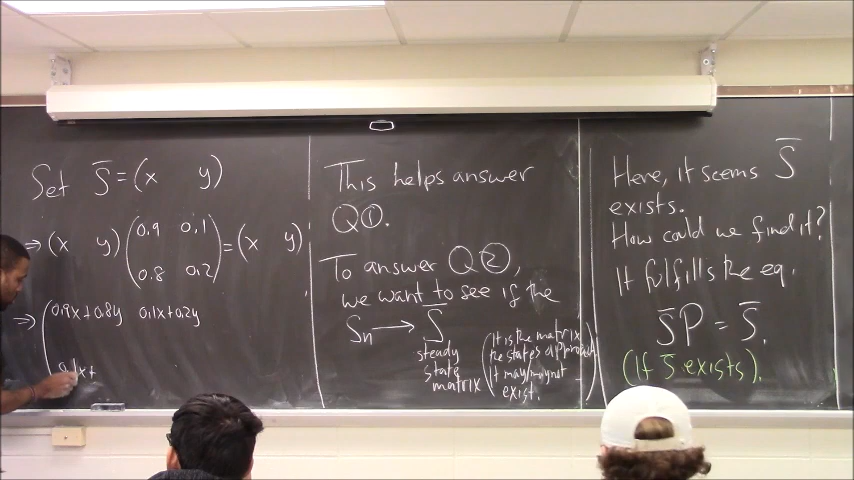 Set S̄ = (x y)
⇒ (x y) (0.9 0.1
0.8 0.2) = (x y)
⇒ (0.9x+0.8y 0.1x+0.2y
x+
This helps answer
Q①.
To answer Q②,
we want to see if the
Sn → S̄
steady
state
matrix
(it is the matrix
the states approach
it may/may not
exist.)
Here, it seems S̄
exists.
How could we find it?
It fulfills the eq.
S̄P = S̄.
(If S̄ exists).